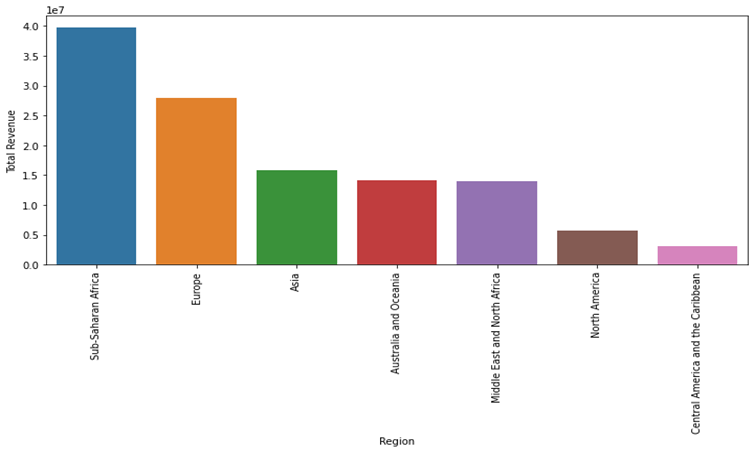 1e7
4.0
3.5
3.0
2.5
2.0
1.5
1.0
0.5
0.0
Total Revenue
Sub-Saharan Africa
Europe
Asia
Australia and Oceania
Middle East and North Africa
North America
Central America and the Caribbean
Region